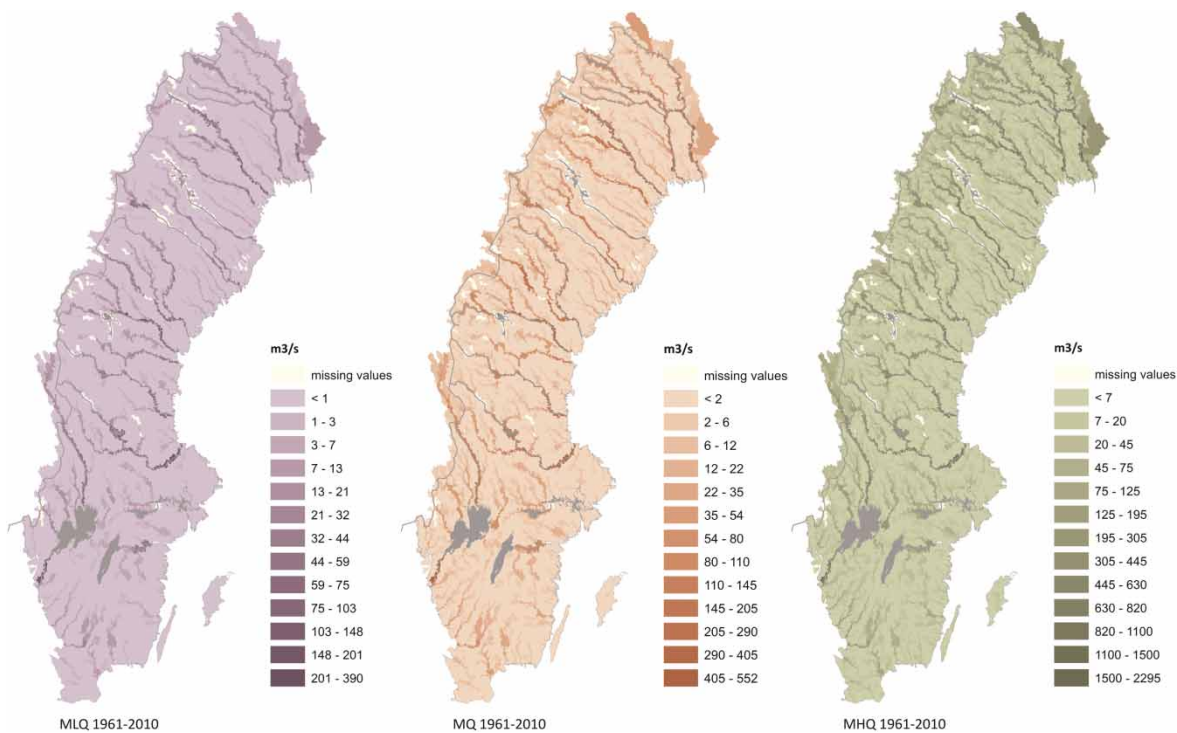 m3/s
missing values
< 1
1 - 3
3 - 7
7 - 13
13 - 21
21 - 32
32 - 44
44 - 59
59 - 75
75 - 103
103 - 148
148 - 201
201 - 390
MLQ 1961-2010
m3/s
missing values
< 2
2 - 6
6 - 12
12 - 22
22 - 35
35 - 54
54 - 80
80 - 110
110 - 145
145 - 205
205 - 290
290 - 405
405 - 552
MQ 1961-2010
m3/s
missing values
< 7
7 - 20
20 - 45
45 - 75
75 - 125
125 - 195
195 - 305
305 - 445
445 - 630
630 - 820
820 - 1100
1100 - 1500
1500 - 2295
MHQ 1961-2010